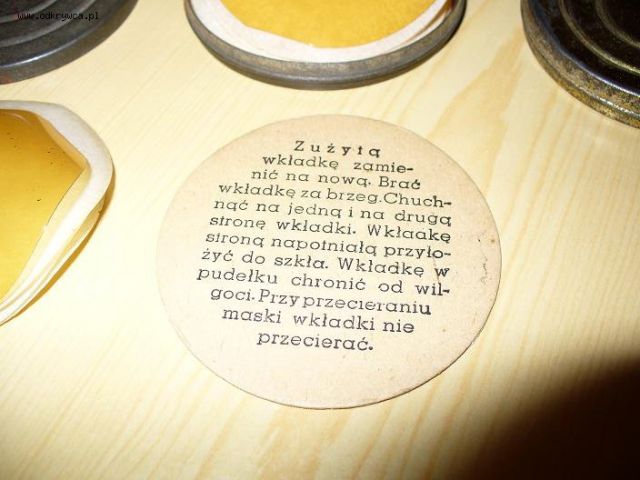 www.odkrywca.pl
Zużytą
wkładkę zamie-
nić na nową. Brać
wkładkę za brzeg. Chuch-
nąć na jedną i na drugą
stronę wkładki. Wkłaakę
stroną napotniałą przyło-
żyć do szkła. Wkładkę w
pudełku chronić od wil-
goci. Przy przecieraniu
maski wkładki nie
przecierać.